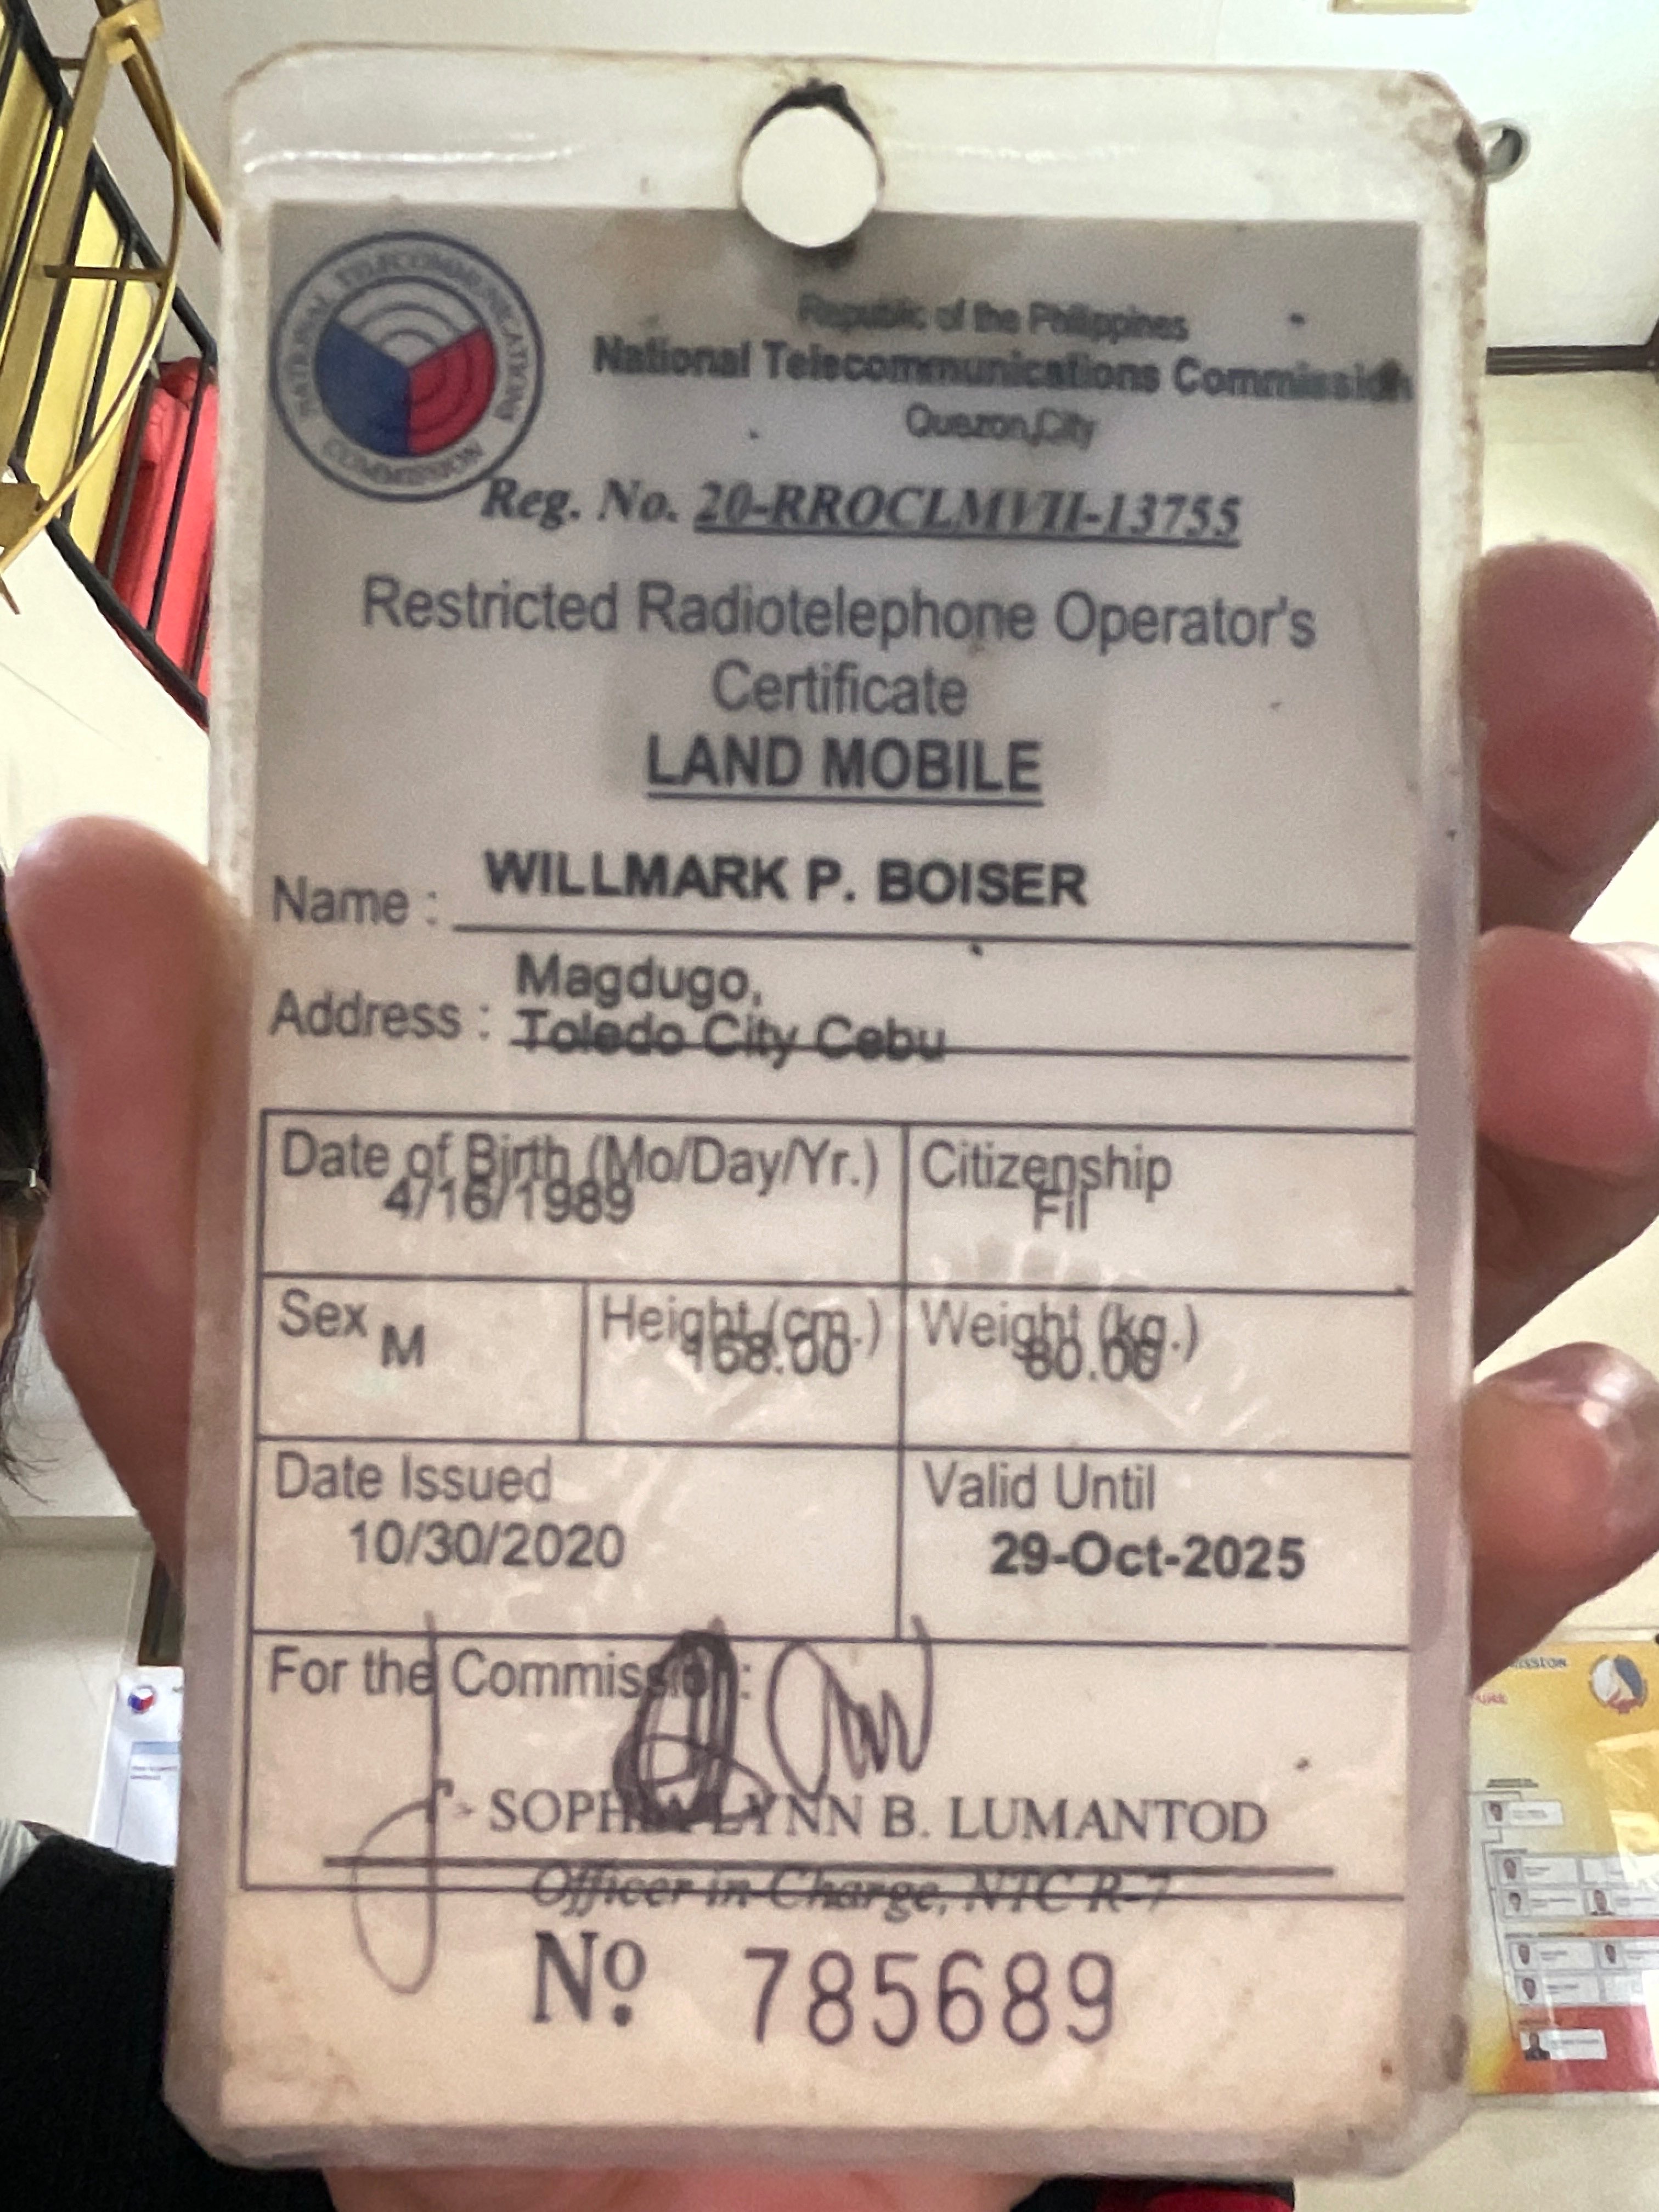 NATIONAL TELECOMMUNICATIONS COMMISSION
Republic of the Philippines
National Telecommunications Commission
Quezon City
Reg. No. 20-RROCLMVII-13755
Restricted Radiotelephone Operator's
Certificate
LAND MOBILE
Name : WILLMARK P. BOISER
Address : Magdugo,
Toledo City Cebu
Date of Birth (Mo/Day/Yr.) Citizenship
4/16/1989 Fil
Sex Height (cm.) Weight (kg.)
M 168.00
Date Issued Valid Until
10/30/2020 29-Oct-2025
For the Commission:
SOPHIA LYNN B. LUMANTOD
Officer-in-Charge, NTC R-7
No. 785689